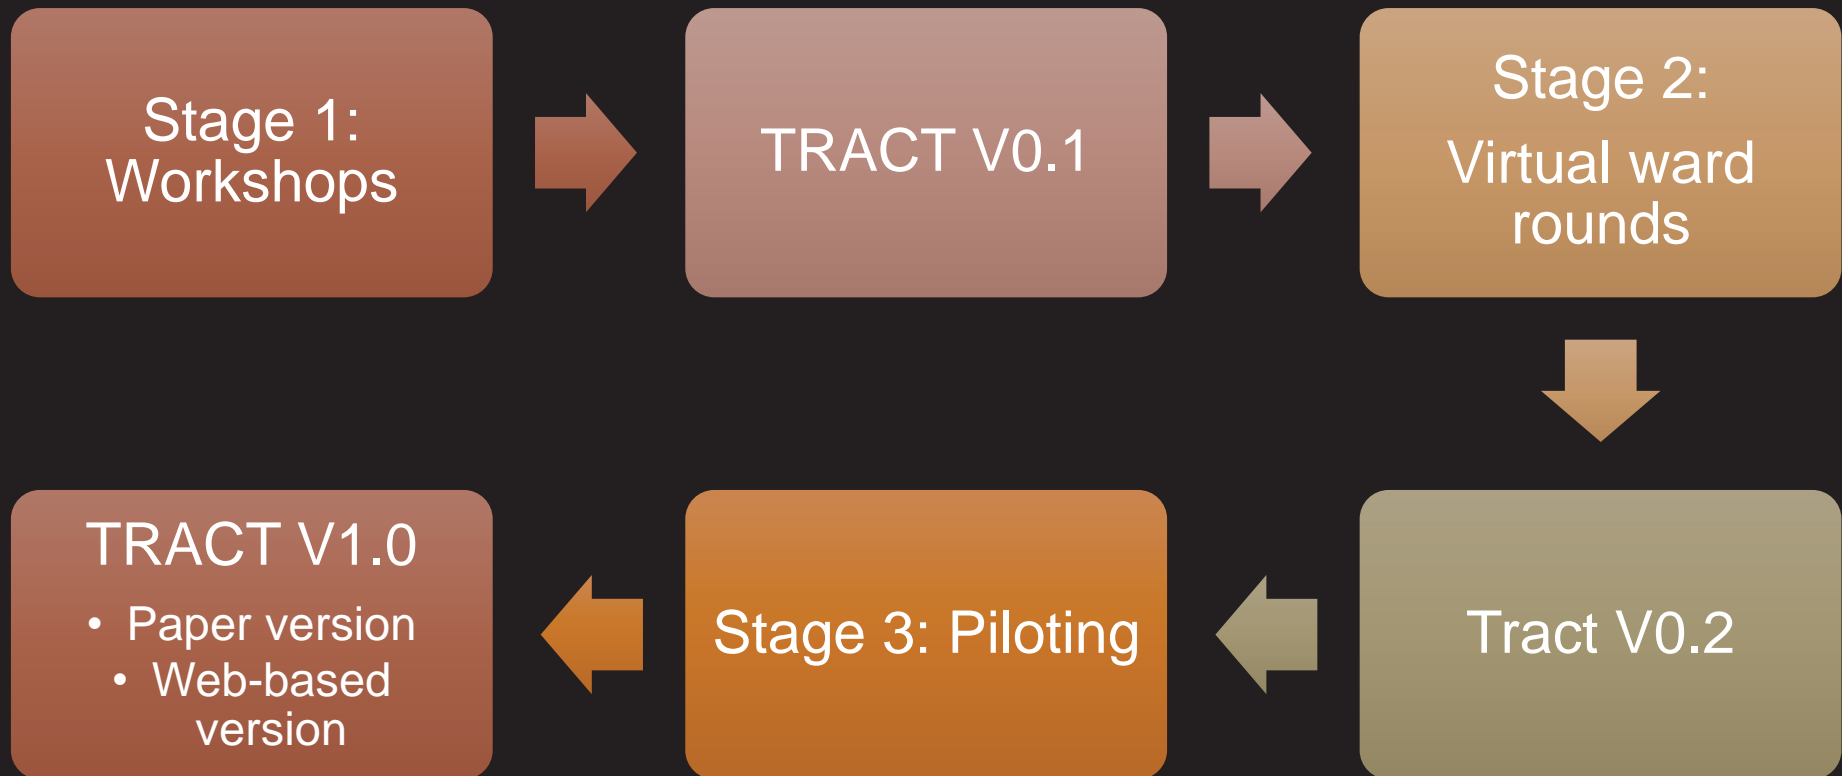 Stage 1:
Workshops
TRACT V0.1
Stage 2:
Virtual ward
rounds
Tract V0.2
Stage 3: Piloting
TRACT V1.0
• Paper version
• Web-based
version